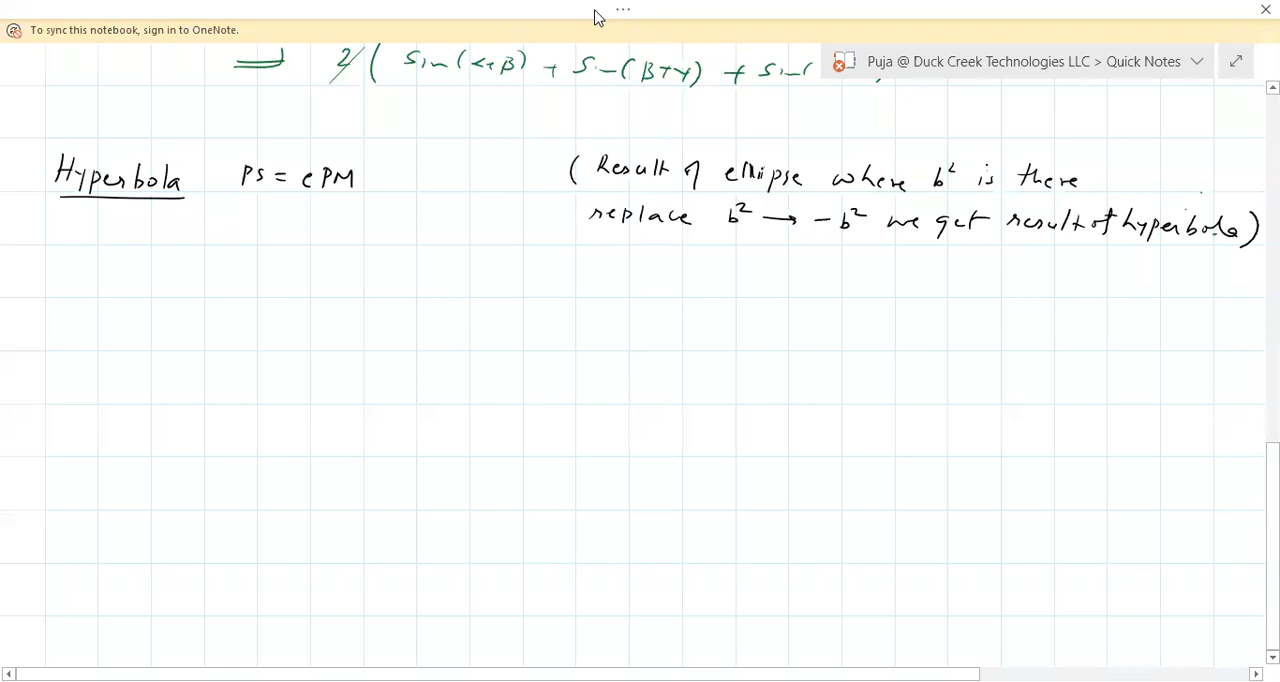 To sync this notebook, sign in to OneNote.
Puja @ Duck Creek Technologies LLC > Quick Notes
2 ( Sin(α+β) + Sin(β+γ) + Sin(
Hyperbola PS = ePM
( Result of ellipse where b² is there
replace b² → -b² we get result of hyperbola )